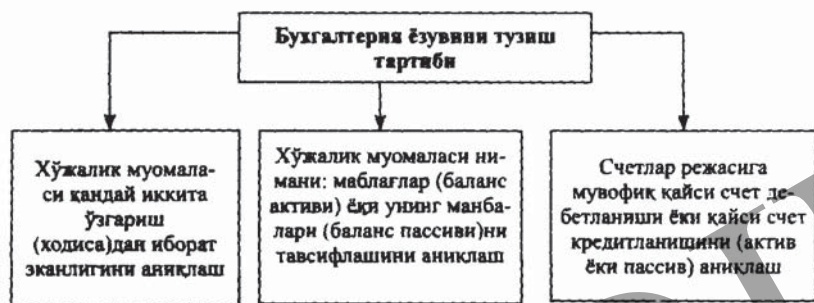 Бухгалтерия ёзувини тузиш
тартиби
Хўжалик муомала-
си қандай иккита
ўзгариш
(ходиса)дан иборат
эканлигини аниқлаш
Хўжалик муомаласи ни-
мани: маблағлар (баланс
активи) ёқи унинг манба-
лари (баланс пассиви)ни
тавсифлашини аниқлаш
Счетлар режасига
мувофиқ қайси счет де-
бетланиши ёки қайси счет
кредитланишини (актив
ёки пассив) аниқлаш